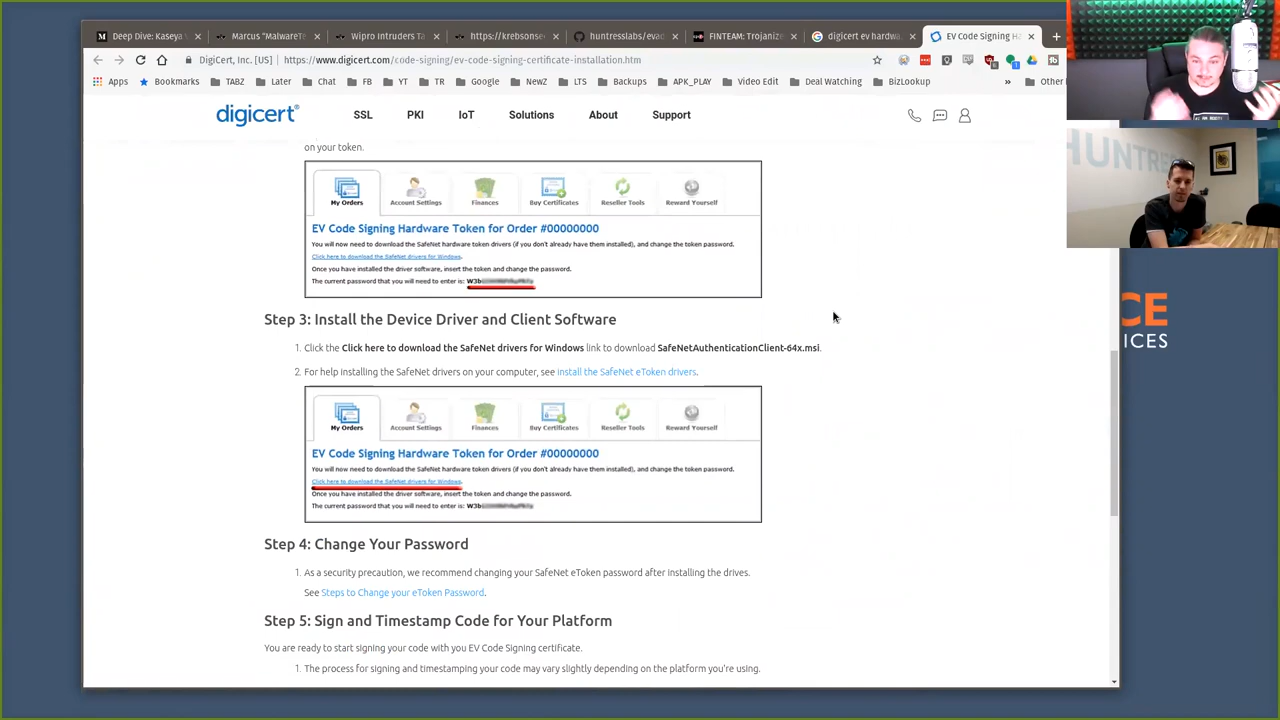 Deep Dive: Kaseya V
Marcus "MalwareTa
Wipro Intruders Ta
https://krebsonse
huntresslabs/evad
FINTEAM: Trojanize
digicert ev hardwa
EV Code Signing Ha
DigiCert, Inc. [US]
https://www.digicert.com/code-signing/ev-code-signing-certificate-installation.htm
Apps
Bookmarks
TABZ
Later
Chat
FB
YT
TR
Google
NewZ
LTS
Backups
APK_PLAY
Video Edit
Deal Watching
BizLookup
»
Other
digicert®
SSL
PKI
IoT
Solutions
About
Support
HUNTRE
on your token.
My Orders
Account Settings
Finances
Buy Certificates
Reseller Tools
Reward Yourself
EV Code Signing Hardware Token for Order #00000000
You will now need to download the SafeNet hardware token drivers (if you don't already have them installed), and change the token password.
Click here to download the SafeNet drivers for Windows.
Once you have installed the driver software, insert the token and change the password.
The current password that you will need to enter is: W3b
CE
ICES
Step 3: Install the Device Driver and Client Software
1. Click the Click here to download the SafeNet drivers for Windows link to download SafeNetAuthenticationClient-64x.msi.
2. For help installing the SafeNet drivers on your computer, see Install the SafeNet eToken drivers.
My Orders
Account Settings
Finances
Buy Certificates
Reseller Tools
Reward Yourself
EV Code Signing Hardware Token for Order #00000000
You will now need to download the SafeNet hardware token drivers (if you don't already have them installed), and change the token password.
Click here to download the SafeNet drivers for Windows.
Once you have installed the driver software, insert the token and change the password.
The current password that you will need to enter is: W3b
Step 4: Change Your Password
1. As a security precaution, we recommend changing your SafeNet eToken password after installing the drives.
See Steps to Change your eToken Password.
Step 5: Sign and Timestamp Code for Your Platform
You are ready to start signing your code with you EV Code Signing certificate.
1. The process for signing and timestampping your code may vary slightly depending on the platform you're using.